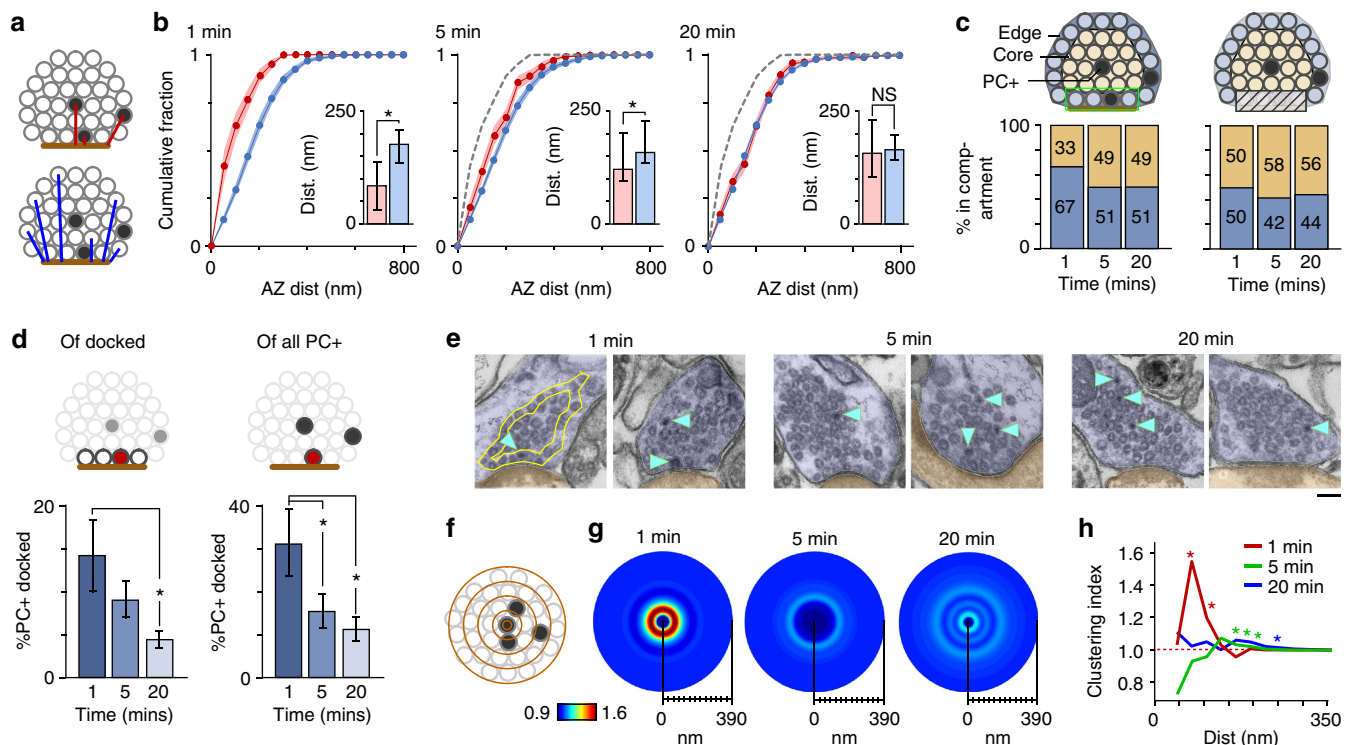 a
b
1 min
Cumulative fraction
1
0
0
800
AZ dist (nm)
Dist. (nm)
250
0
*
5 min
1
0
0
800
AZ dist (nm)
Dist. (nm)
250
0
*
20 min
1
0
0
800
AZ dist (nm)
Dist. (nm)
250
0
NS
c
Edge
Core
PC+
% in comp-
artment
100
0
33
49
49
67
51
51
1 5 20
Time (mins)
50
58
56
50
42
44
1 5 20
Time (mins)
d
Of docked
Of all PC+
%PC+ docked
20
0
*
1 5 20
Time (mins)
%PC+ docked
40
0
*
*
1 5 20
Time (mins)
e
1 min
5 min
20 min
f
0.9
1.6
g
1 min
5 min
20 min
0 390
nm
0 390
nm
0 390
nm
h
Clustering index
1.6
1.4
1.2
1.0
0.8
*
*
***
*
1 min
5 min
20 min
0
350
Dist (nm)